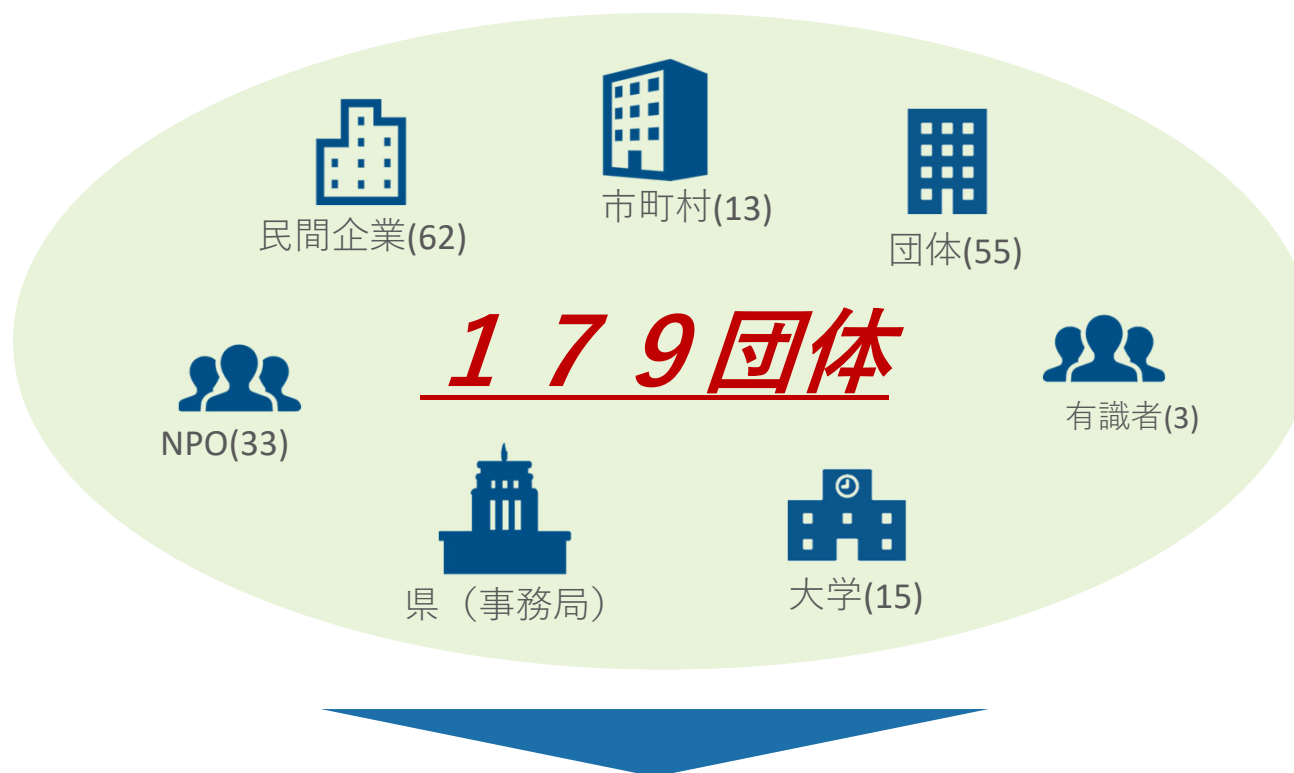 市町村(13)
民間企業(62)
団体(55)
１７９団体
有識者(3)
NPO(33)
県（事務局）
大学(15)